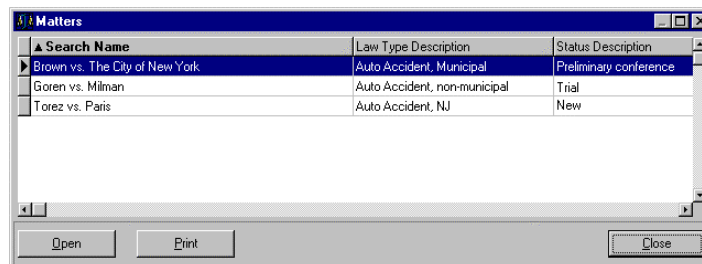 Matters
▲ Search Name Law Type Description Status Description
Brown vs. The City of New York Auto Accident, Municipal Preliminary conference
Goren vs. Milman Auto Accident, non-municipal Trial
Torez vs. Paris Auto Accident, NJ New
Open Print Close